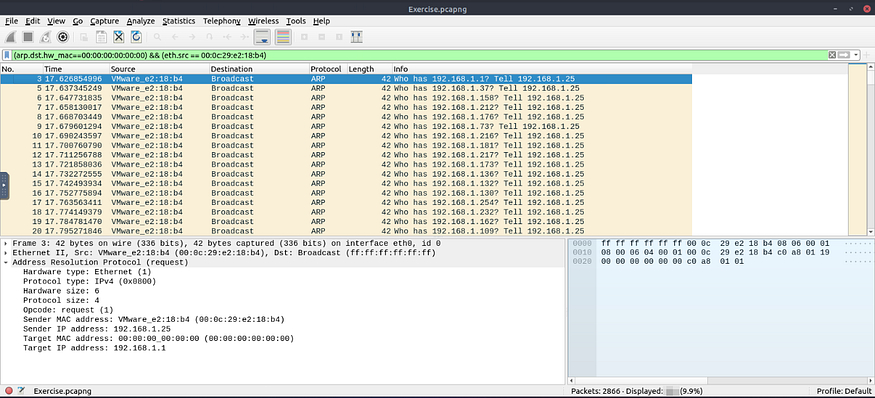 Exercise.pcapng
File Edit View Go Capture Analyze Statistics Telephony Wireless Tools Help
(arp.dst.hw_mac==00:00:00:00:00:00) && (eth.src == 00:0c:29:e2:18:b4)
No. Time Source Destination Protocol Length Info
3 17.626854996 VMware_e2:18:b4 Broadcast ARP 42 Who has 192.168.1.1? Tell 192.168.1.25
5 17.637345249 VMware_e2:18:b4 Broadcast ARP 42 Who has 192.168.1.37? Tell 192.168.1.25
6 17.647731835 VMware_e2:18:b4 Broadcast ARP 42 Who has 192.168.1.158? Tell 192.168.1.25
7 17.658130017 VMware_e2:18:b4 Broadcast ARP 42 Who has 192.168.1.212? Tell 192.168.1.25
8 17.668703449 VMware_e2:18:b4 Broadcast ARP 42 Who has 192.168.1.176? Tell 192.168.1.25
9 17.679601294 VMware_e2:18:b4 Broadcast ARP 42 Who has 192.168.1.73? Tell 192.168.1.25
10 17.690243597 VMware_e2:18:b4 Broadcast ARP 42 Who has 192.168.1.216? Tell 192.168.1.25
11 17.700760790 VMware_e2:18:b4 Broadcast ARP 42 Who has 192.168.1.181? Tell 192.168.1.25
12 17.711256788 VMware_e2:18:b4 Broadcast ARP 42 Who has 192.168.1.217? Tell 192.168.1.25
13 17.721858036 VMware_e2:18:b4 Broadcast ARP 42 Who has 192.168.1.173? Tell 192.168.1.25
14 17.732272555 VMware_e2:18:b4 Broadcast ARP 42 Who has 192.168.1.136? Tell 192.168.1.25
15 17.742493934 VMware_e2:18:b4 Broadcast ARP 42 Who has 192.168.1.132? Tell 192.168.1.25
16 17.752775894 VMware_e2:18:b4 Broadcast ARP 42 Who has 192.168.1.130? Tell 192.168.1.25
17 17.763563411 VMware_e2:18:b4 Broadcast ARP 42 Who has 192.168.1.254? Tell 192.168.1.25
18 17.774149379 VMware_e2:18:b4 Broadcast ARP 42 Who has 192.168.1.232? Tell 192.168.1.25
19 17.784781470 VMware_e2:18:b4 Broadcast ARP 42 Who has 192.168.1.162? Tell 192.168.1.25
20 17.795271846 VMware_e2:18:b4 Broadcast ARP 42 Who has 192.168.1.109? Tell 192.168.1.25
Frame 3: 42 bytes on wire (336 bits), 42 bytes captured (336 bits) on interface eth0, id 0
Ethernet II, Src: VMware_e2:18:b4 (00:0c:29:e2:18:b4), Dst: Broadcast (ff:ff:ff:ff:ff:ff)
Address Resolution Protocol (request)
Hardware type: Ethernet (1)
Protocol type: IPv4 (0x0800)
Hardware size: 6
Protocol size: 4
Opcode: request (1)
Sender MAC address: VMware_e2:18:b4 (00:0c:29:e2:18:b4)
Sender IP address: 192.168.1.25
Target MAC address: 00:00:00_00:00:00 (00:00:00:00:00:00)
Target IP address: 192.168.1.1
0000 ff ff ff ff ff ff 00 0c 29 e2 18 b4 08 06 00 01 ······
0010 08 00 06 04 00 01 00 0c 29 e2 18 b4 c0 a8 01 19 ······
0020 00 00 00 00 00 00 c0 a8 01 01 ······
Exercise.pcapng
Packets: 2866 · Displayed: (9.9%)
Profile: Default